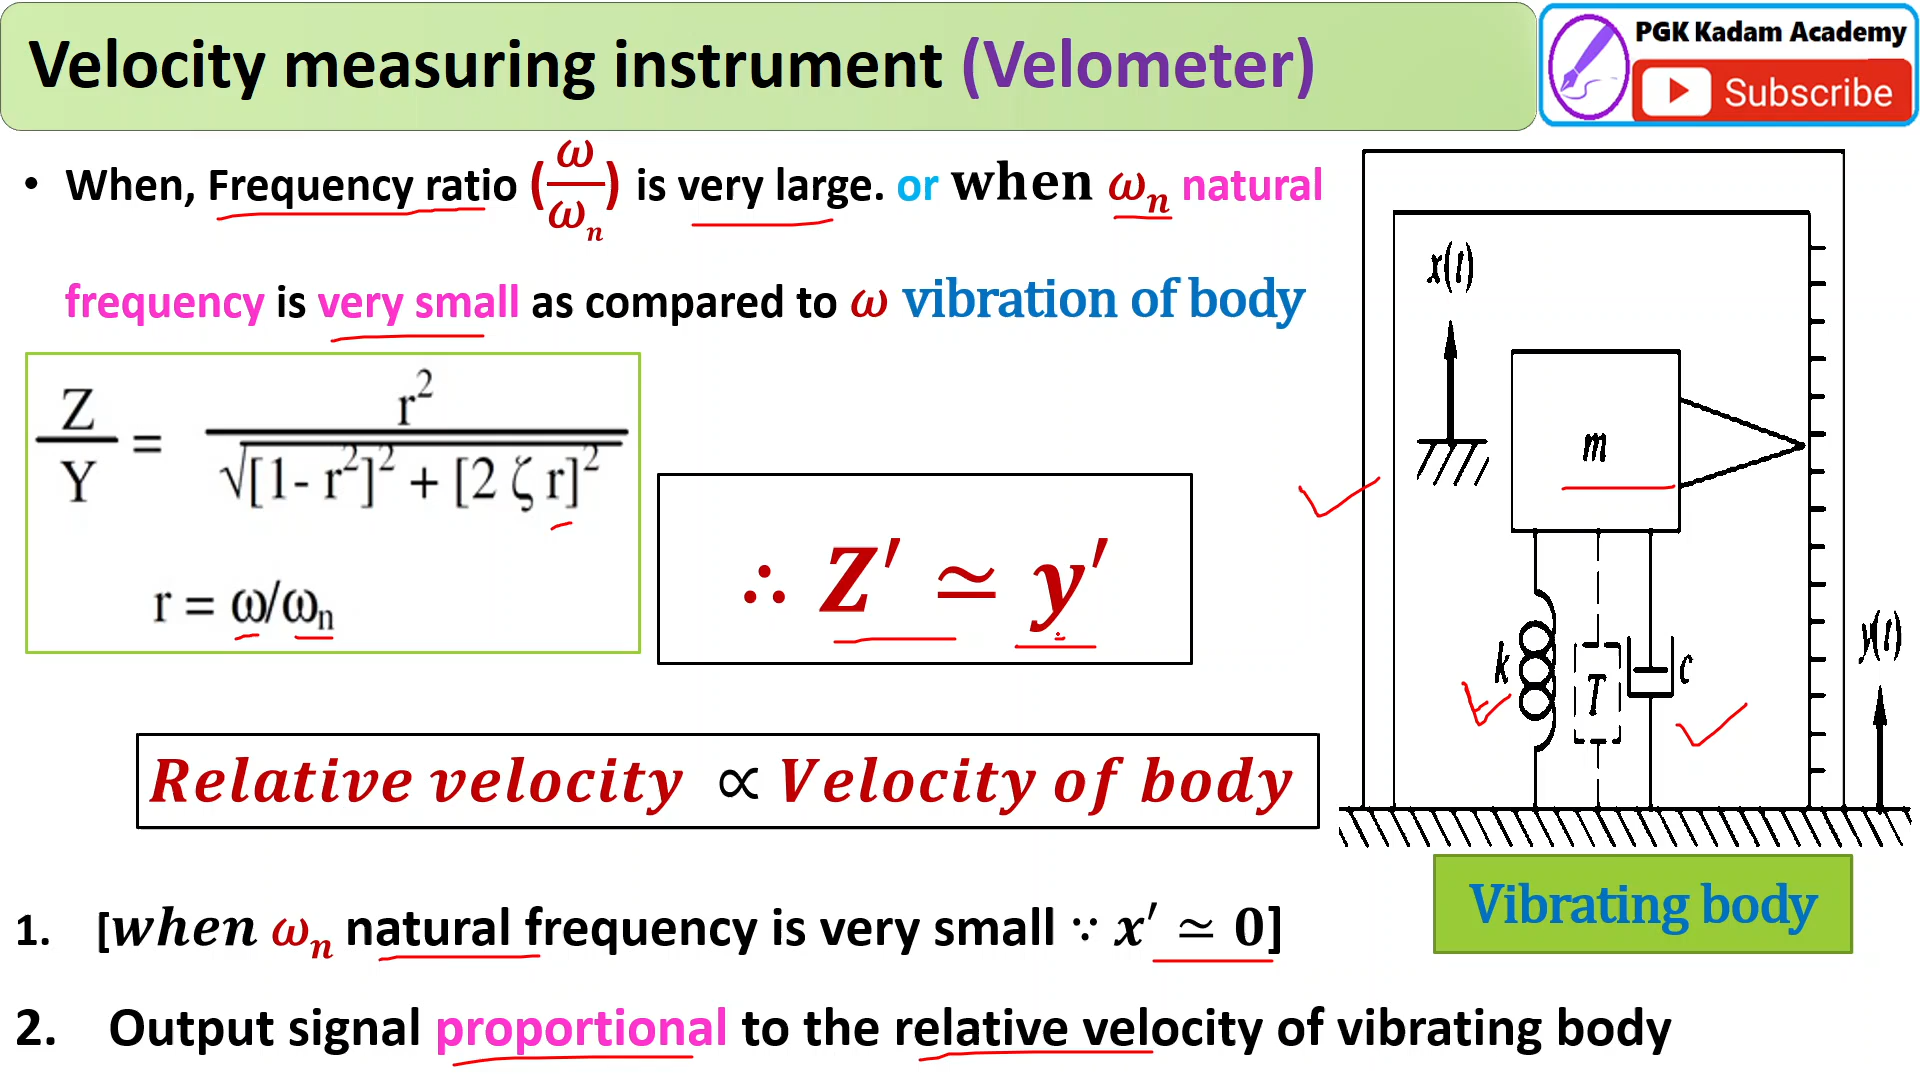 Velocity measuring instrument (Velometer)
PGK Kadam Academy
Subscribe
• When, Frequency ratio (ω/ωn) is very large. or when ωn natural
frequency is very small as compared to ω vibration of body
Z/Y = r²/√[1- r²]² + [2 ζ r]²
r = ω/ωn
∴ Z′ ≃ y′
Relative velocity ∝ Velocity of body
x(t)
m
k
T
c
y(t)
Vibrating body
1. [when ωn natural frequency is very small ∵ x′ ≃ 0]
2. Output signal proportional to the relative velocity of vibrating body